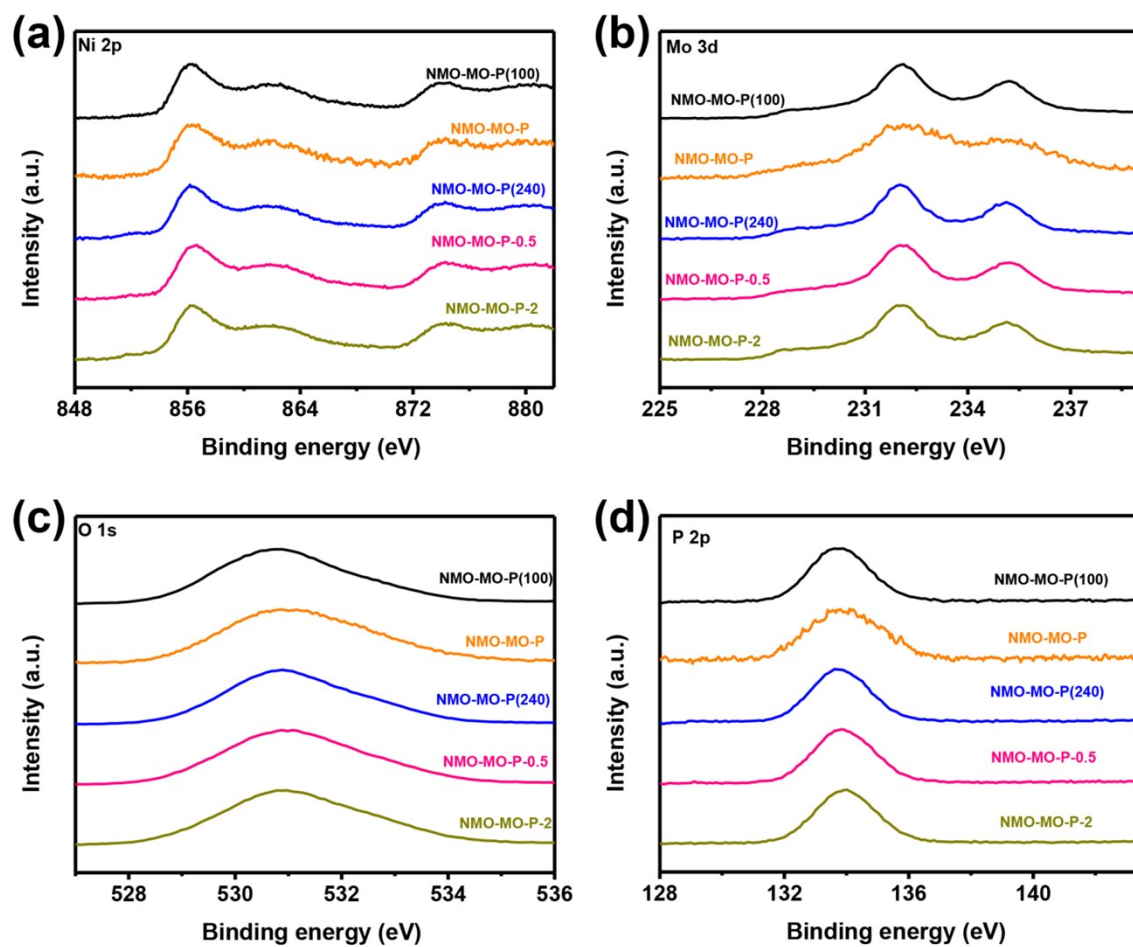 (a)
Ni 2p
NMO-MO-P(100)
NMO-MO-P
NMO-MO-P(240)
NMO-MO-P-0.5
NMO-MO-P-2
Intensity (a.u.)
848 856 864 872 880
Binding energy (eV)
(b)
Mo 3d
NMO-MO-P(100)
NMO-MO-P
NMO-MO-P(240)
NMO-MO-P-0.5
NMO-MO-P-2
Intensity (a.u.)
225 228 231 234 237
Binding energy (eV)
(c)
O 1s
NMO-MO-P(100)
NMO-MO-P
NMO-MO-P(240)
NMO-MO-P-0.5
NMO-MO-P-2
Intensity (a.u.)
528 530 532 534 536
Binding energy (eV)
(d)
P 2p
NMO-MO-P(100)
NMO-MO-P
NMO-MO-P(240)
NMO-MO-P-0.5
NMO-MO-P-2
Intensity (a.u.)
128 132 136 140
Binding energy (eV)